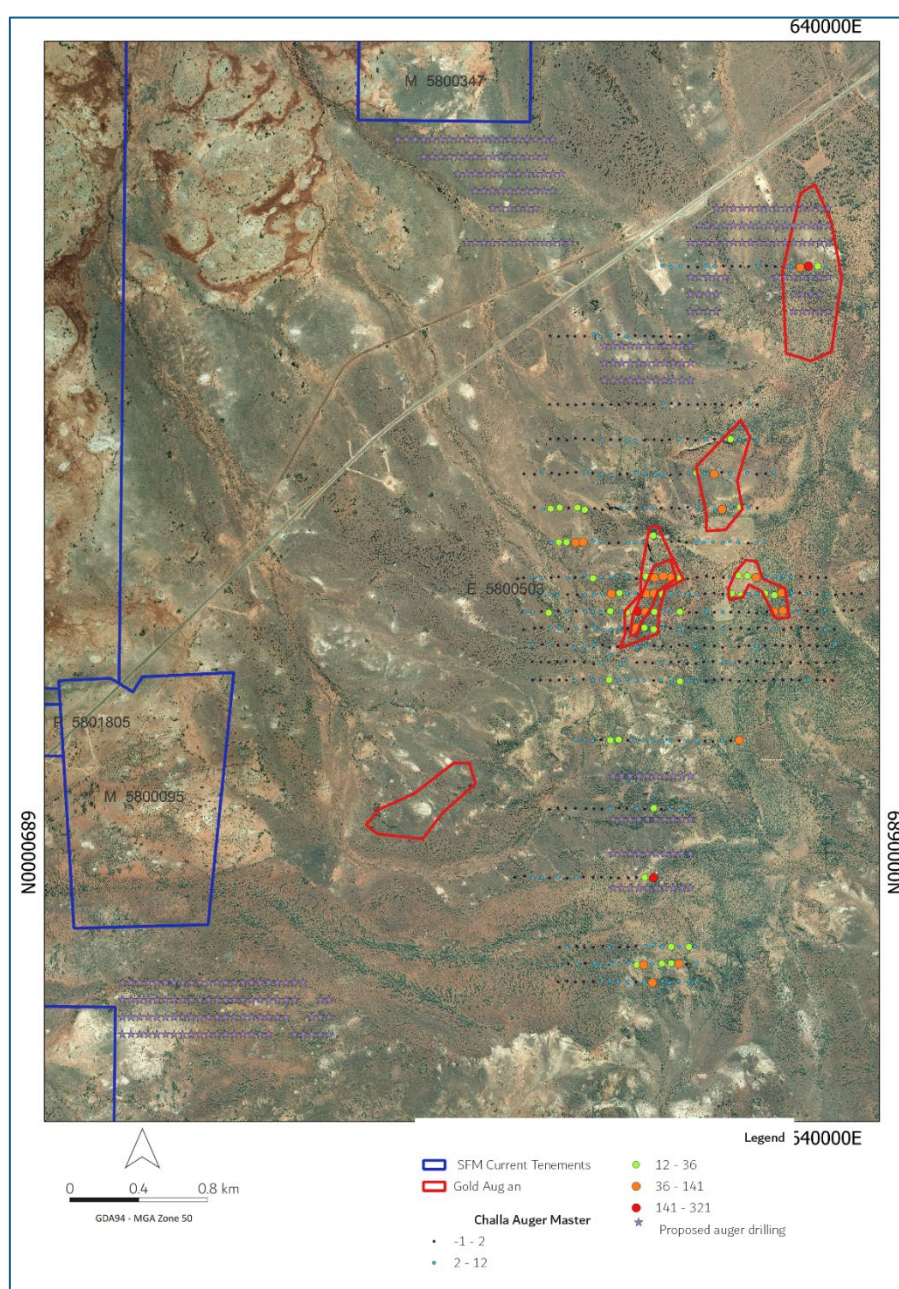 640000E
M 5800347
E 5800503
P 5801805
M 5800095
N0000689
N0000689
Legend
640000E
0 0.4 0.8 km
GDA94 - MGA Zone 50
SFM Current Tenements
Gold Aug an
Challa Auger Master
-1 - 2
2 - 12
12 - 36
36 - 141
141 - 321
Proposed auger drilling